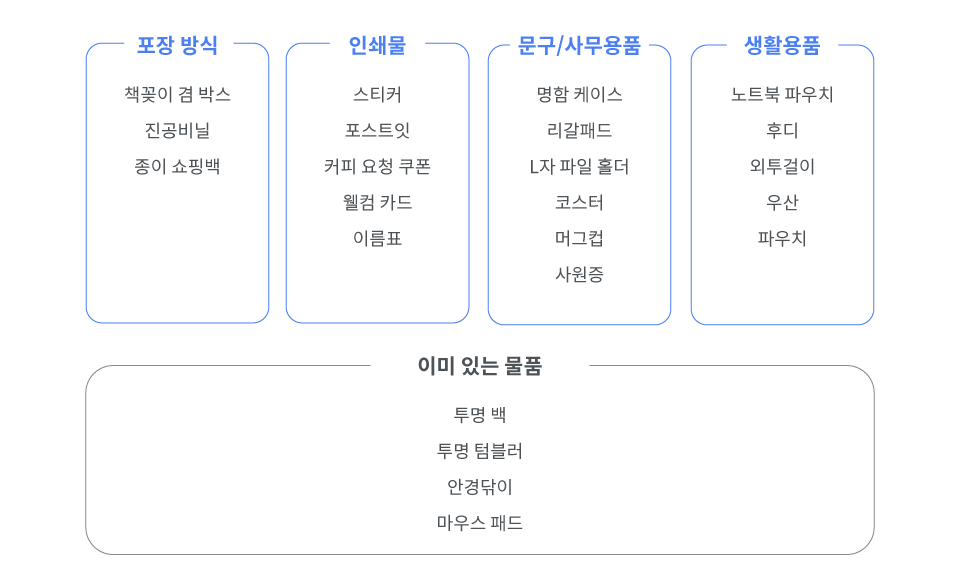 포장 방식
책꽂이 겸 박스
진공비닐
종이 쇼핑백
인쇄물
스티커
포스트잇
커피 요청 쿠폰
웰컴 카드
이름표
문구/사무용품
명함 케이스
리갈패드
L자 파일 홀더
코스터
머그컵
사원증
생활용품
노트북 파우치
후디
외투걸이
우산
파우치
이미 있는 물품
투명 백
투명 텀블러
안경닦이
마우스 패드